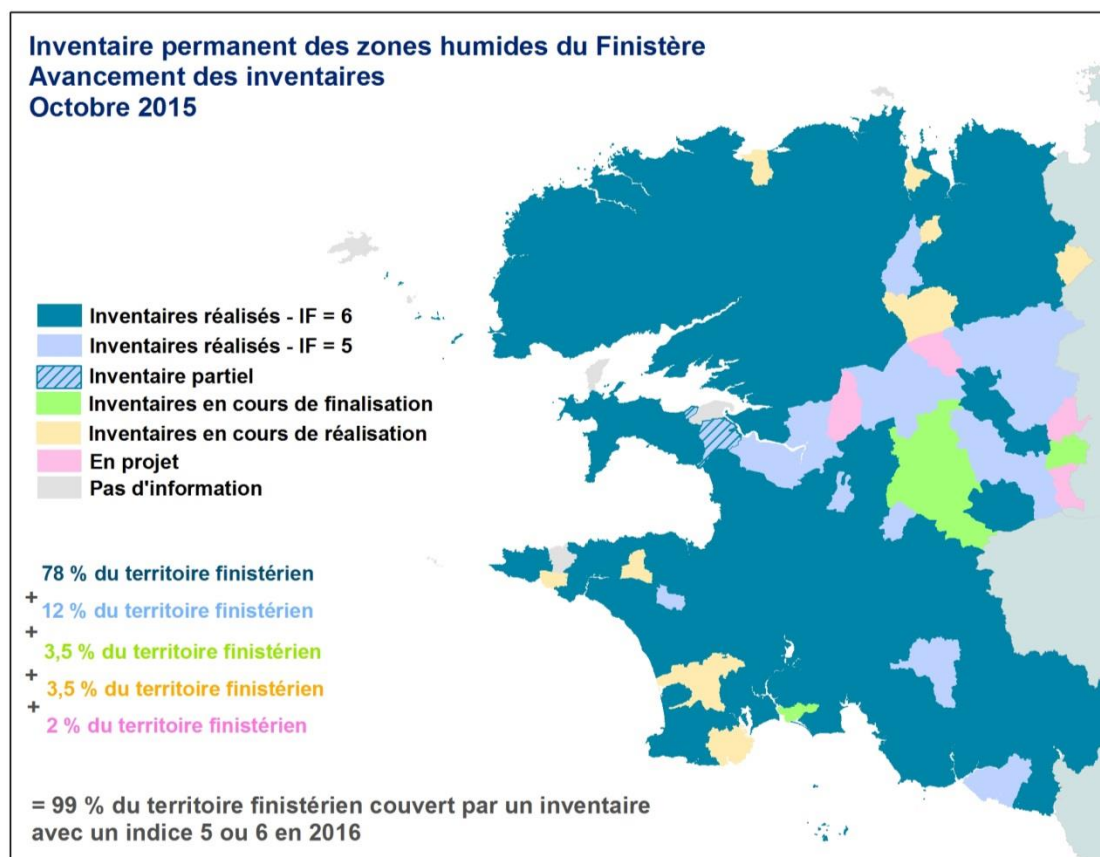 Inventaire permanent des zones humides du Finistère
Avancement des inventaires
Octobre 2015
Inventaires réalisés - IF = 6
Inventaires réalisés - IF = 5
Inventaire partiel
Inventaires en cours de finalisation
Inventaires en cours de réalisation
En projet
Pas d'information
78 % du territoire finistérien
+
12 % du territoire finistérien
+
3,5 % du territoire finistérien
+
3,5 % du territoire finistérien
+
2 % du territoire finistérien
= 99 % du territoire finistérien couvert par un inventaire
avec un indice 5 ou 6 en 2016